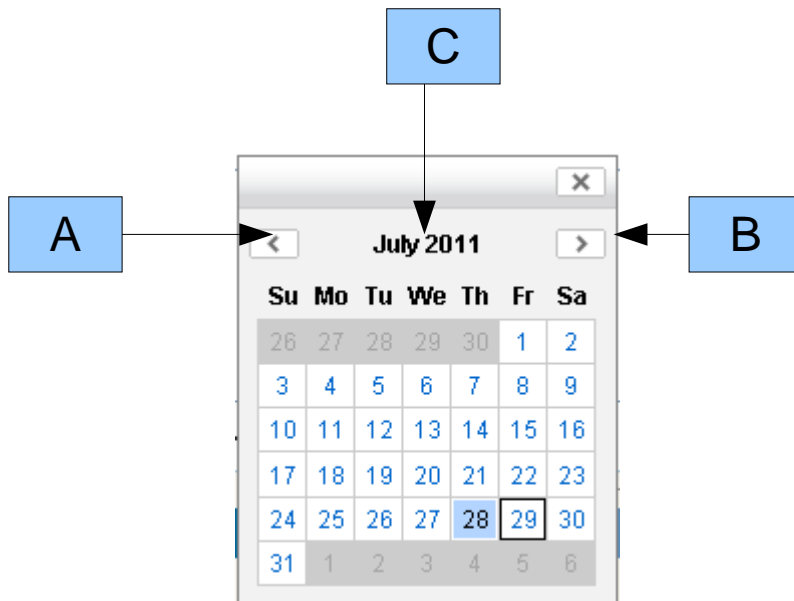 C
A
B
July 2011
Su Mo Tu We Th Fr Sa
26 27 28 29 30 1 2
3 4 5 6 7 8 9
10 11 12 13 14 15 16
17 18 19 20 21 22 23
24 25 26 27 28 29 30
31 1 2 3 4 5 6